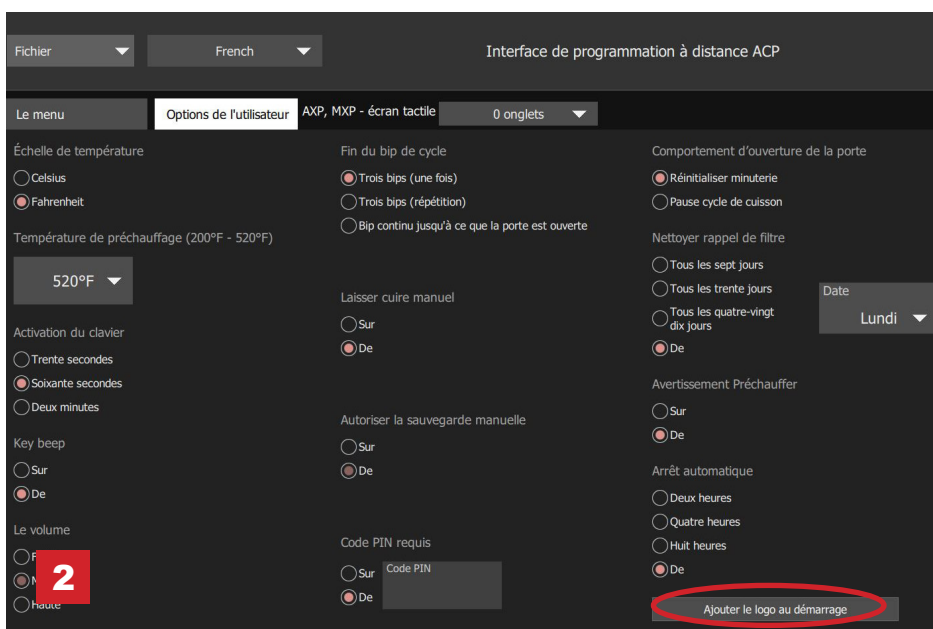 Fichier
French
Interface de programmation à distance ACP
Le menu
Options de l'utilisateur
AXP, MXP - écran tactile
0 onglets
Échelle de température
Celsius
Fahrenheit
Température de préchauffage (200°F - 520°F)
520°F
Activation du clavier
Trente secondes
Soixante secondes
Deux minutes
Key beep
Sur
De
Le volume
2
Haute
Fin du bip de cycle
Trois bips (une fois)
Trois bips (répétition)
Bip continu jusqu'à ce que la porte est ouverte
Laisser cuire manuel
Sur
De
Autoriser la sauvegarde manuelle
Sur
De
Code PIN requis
Sur
De
Code PIN
Comportement d'ouverture de la porte
Réinitialiser minuterie
Pause cycle de cuisson
Nettoyer rappel de filtre
Tous les sept jours
Tous les trente jours
Tous les quatre-vingt
dix jours
De
Date
Lundi
Avertissement Préchauffer
Sur
De
Arrêt automatique
Deux heures
Quatre heures
Huit heures
De
Ajouter le logo au démarrage